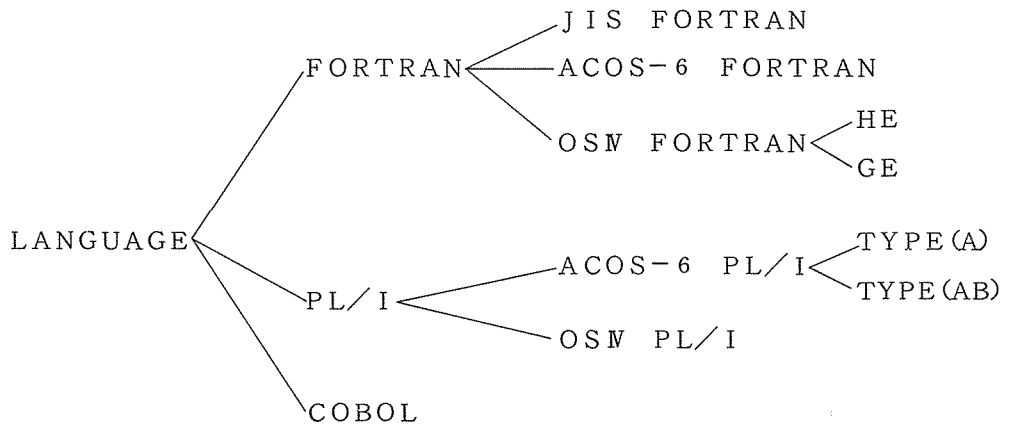 JIS FORTRAN
FORTRAN
ACOS-6 FORTRAN
HE
OSⅣ FORTRAN
GE
LANGUAGE
TYPE(A)
ACOS-6 PL/I
TYPE(AB)
PL/I
OSⅣ PL/I
COBOL